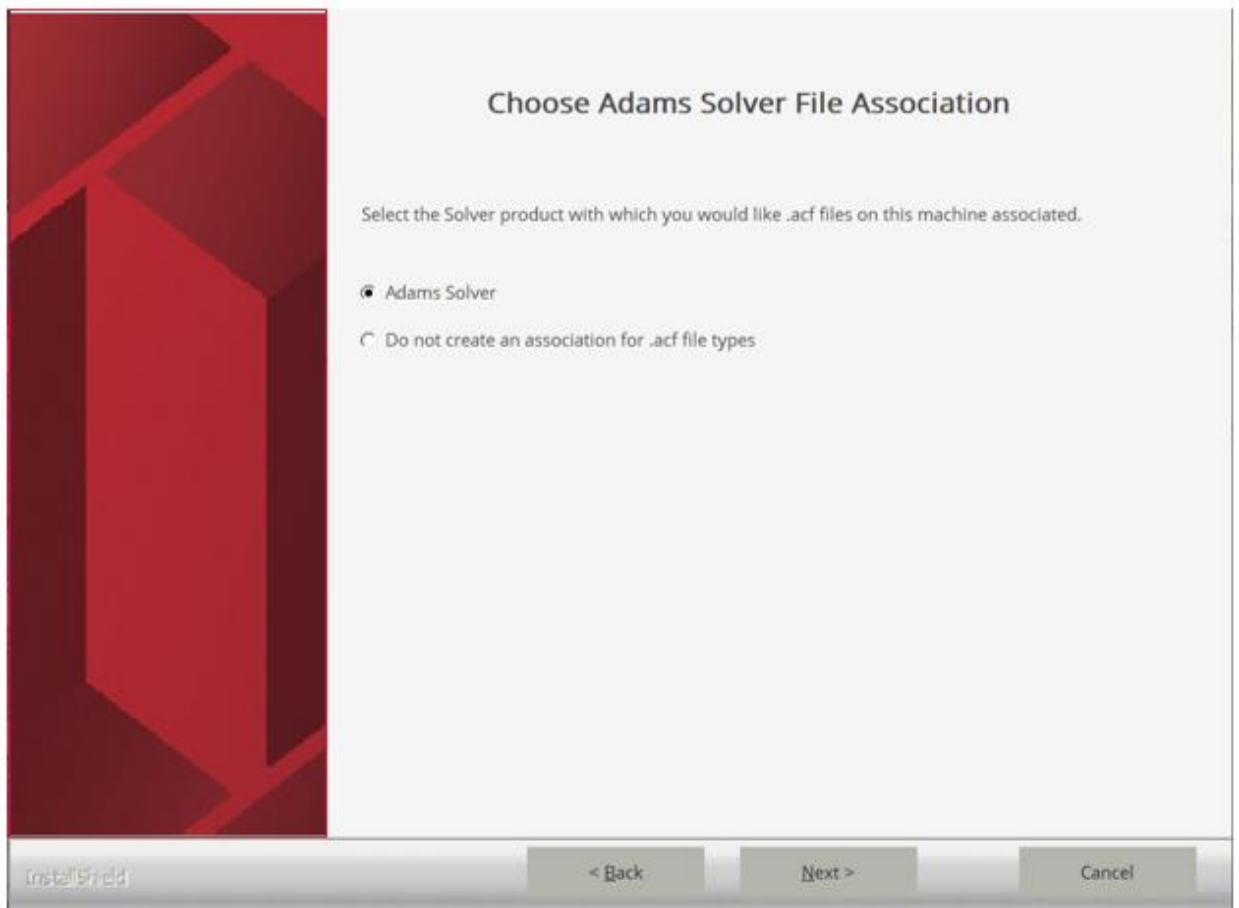 Choose Adams Solver File Association
Select the Solver product with which you would like .acf files on this machine associated.
Adams Solver
Do not create an association for .acf file types
InstallShield
< Back
Next >
Cancel